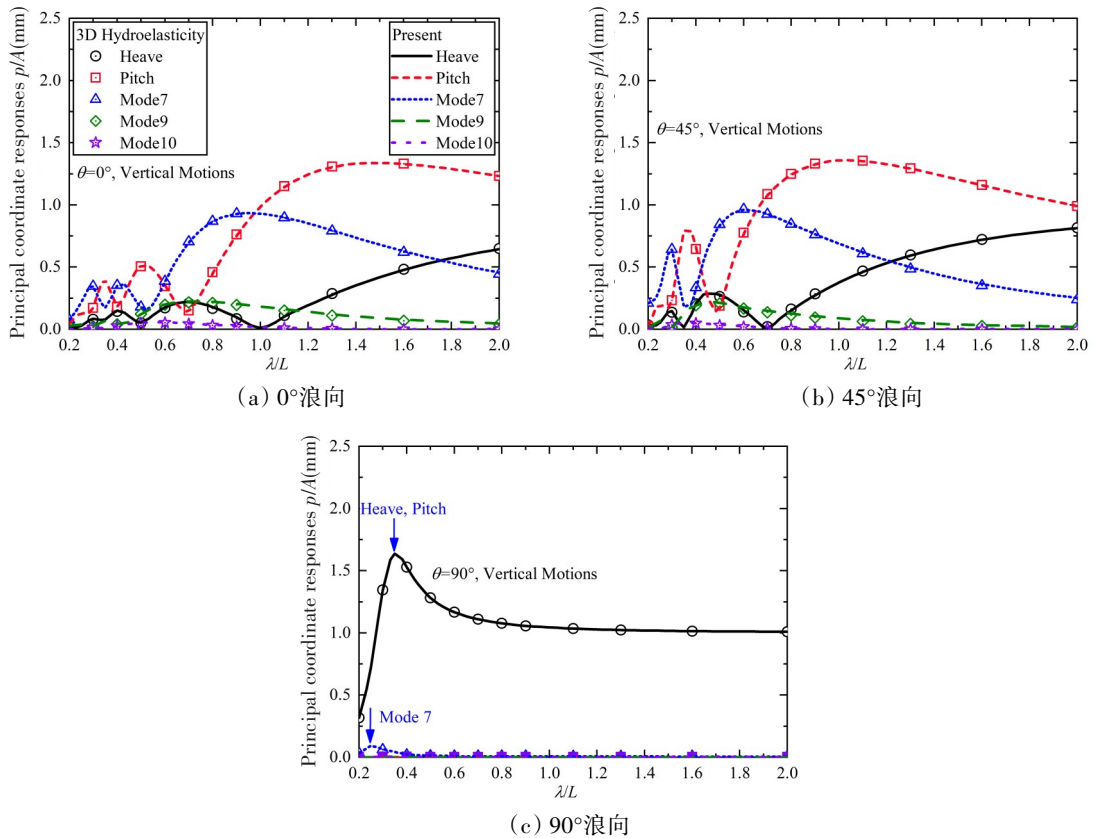 Principal coordinate responses p/A(mm)
2.5
2.0
1.5
1.0
0.5
0.0
3D Hydroelasticity
Heave
Pitch
Mode7
Mode9
Mode10
Present
Heave
Pitch
Mode7
Mode9
Mode10
θ=0°, Vertical Motions
0.2 0.4 0.6 0.8 1.0 1.2 1.4 1.6 1.8 2.0
λ/L
(a) 0°浪向
Principal coordinate responses p/A(mm)
2.5
2.0
1.5
1.0
0.5
0.0
θ=45°, Vertical Motions
0.2 0.4 0.6 0.8 1.0 1.2 1.4 1.6 1.8 2.0
λ/L
(b) 45°浪向
Principal coordinate responses p/A(mm)
2.5
2.0
1.5
1.0
0.5
0.0
Heave, Pitch
θ=90°, Vertical Motions
Mode 7
0.2 0.4 0.6 0.8 1.0 1.2 1.4 1.6 1.8 2.0
λ/L
(c) 90°浪向